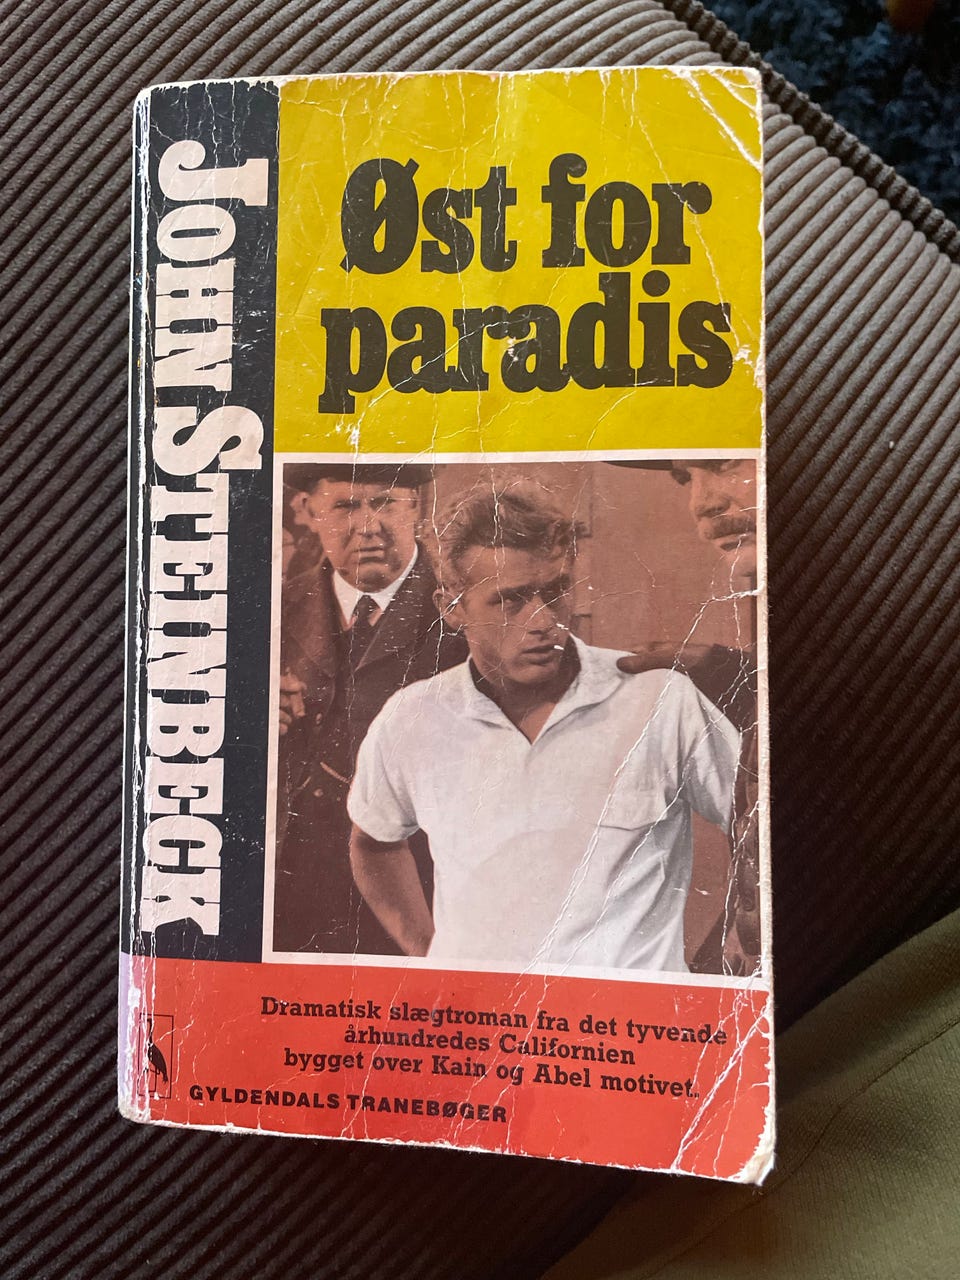 JOHN STEINBECK
Øst for
paradis
Dramatisk slægtroman fra det tyvende
århundredes Californien
bygget over Kain og Abel motivet.
GYLDENDALS TRANEBØGER